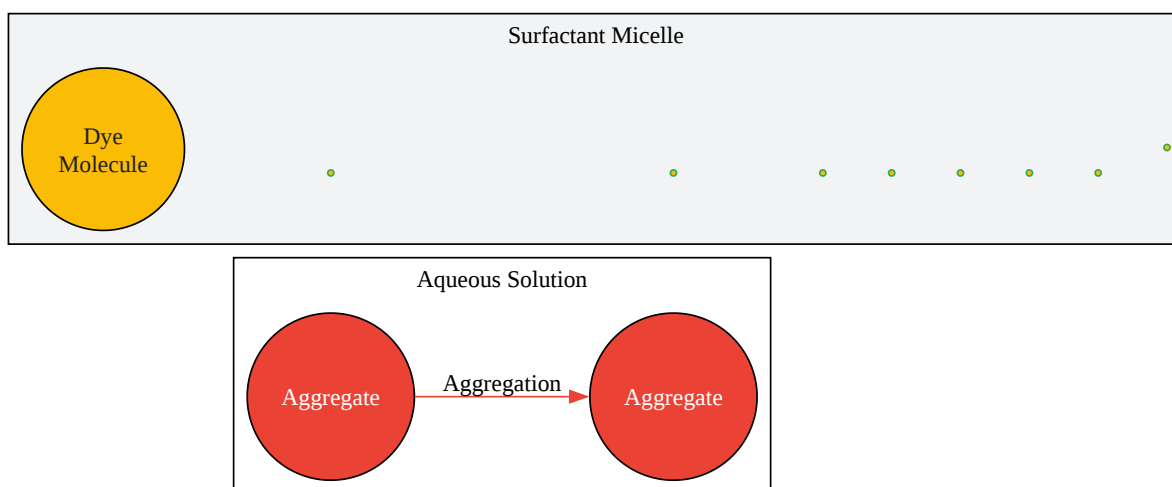 Surfactant Micelle
Dye
Molecule
Aqueous Solution
Aggregate
Aggregation
Aggregate